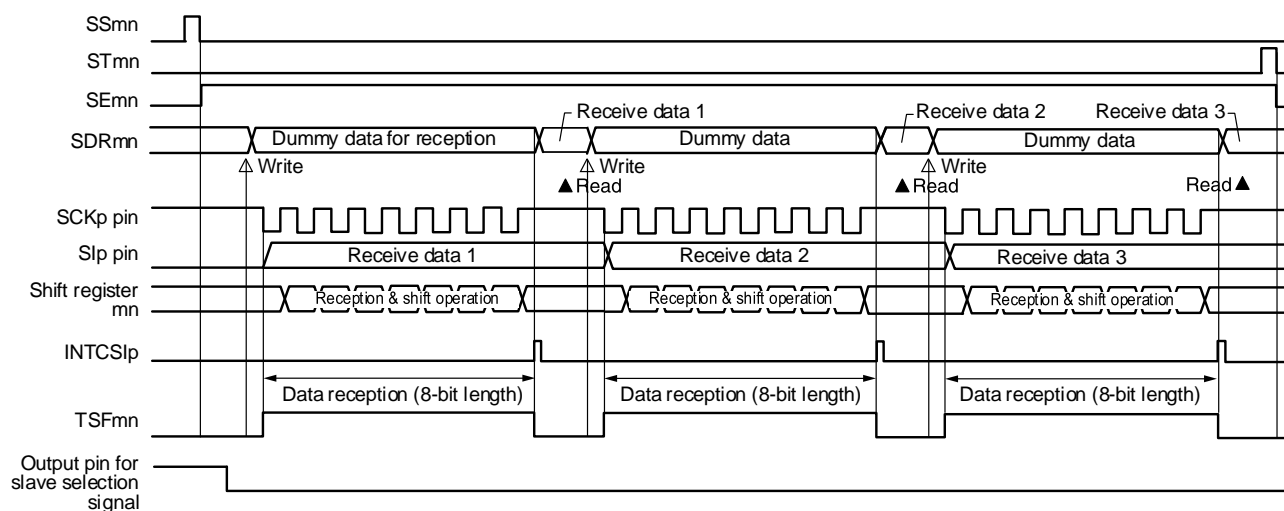 SSmn
STmn
SEmn
Receive data 1
Receive data 2
Receive data 3
SDRmn
Dummy data for reception
Dummy data
Dummy data
Write
Write
Write
Read
Read
Read
SCKp pin
SIp pin
Receive data 1
Receive data 2
Receive data 3
Shift register
mn
Reception & shift operation
Reception & shift operation
Reception & shift operation
INTCSIp
Data reception (8-bit length)
Data reception (8-bit length)
Data reception (8-bit length)
TSFmn
Output pin for
slave selection
signal